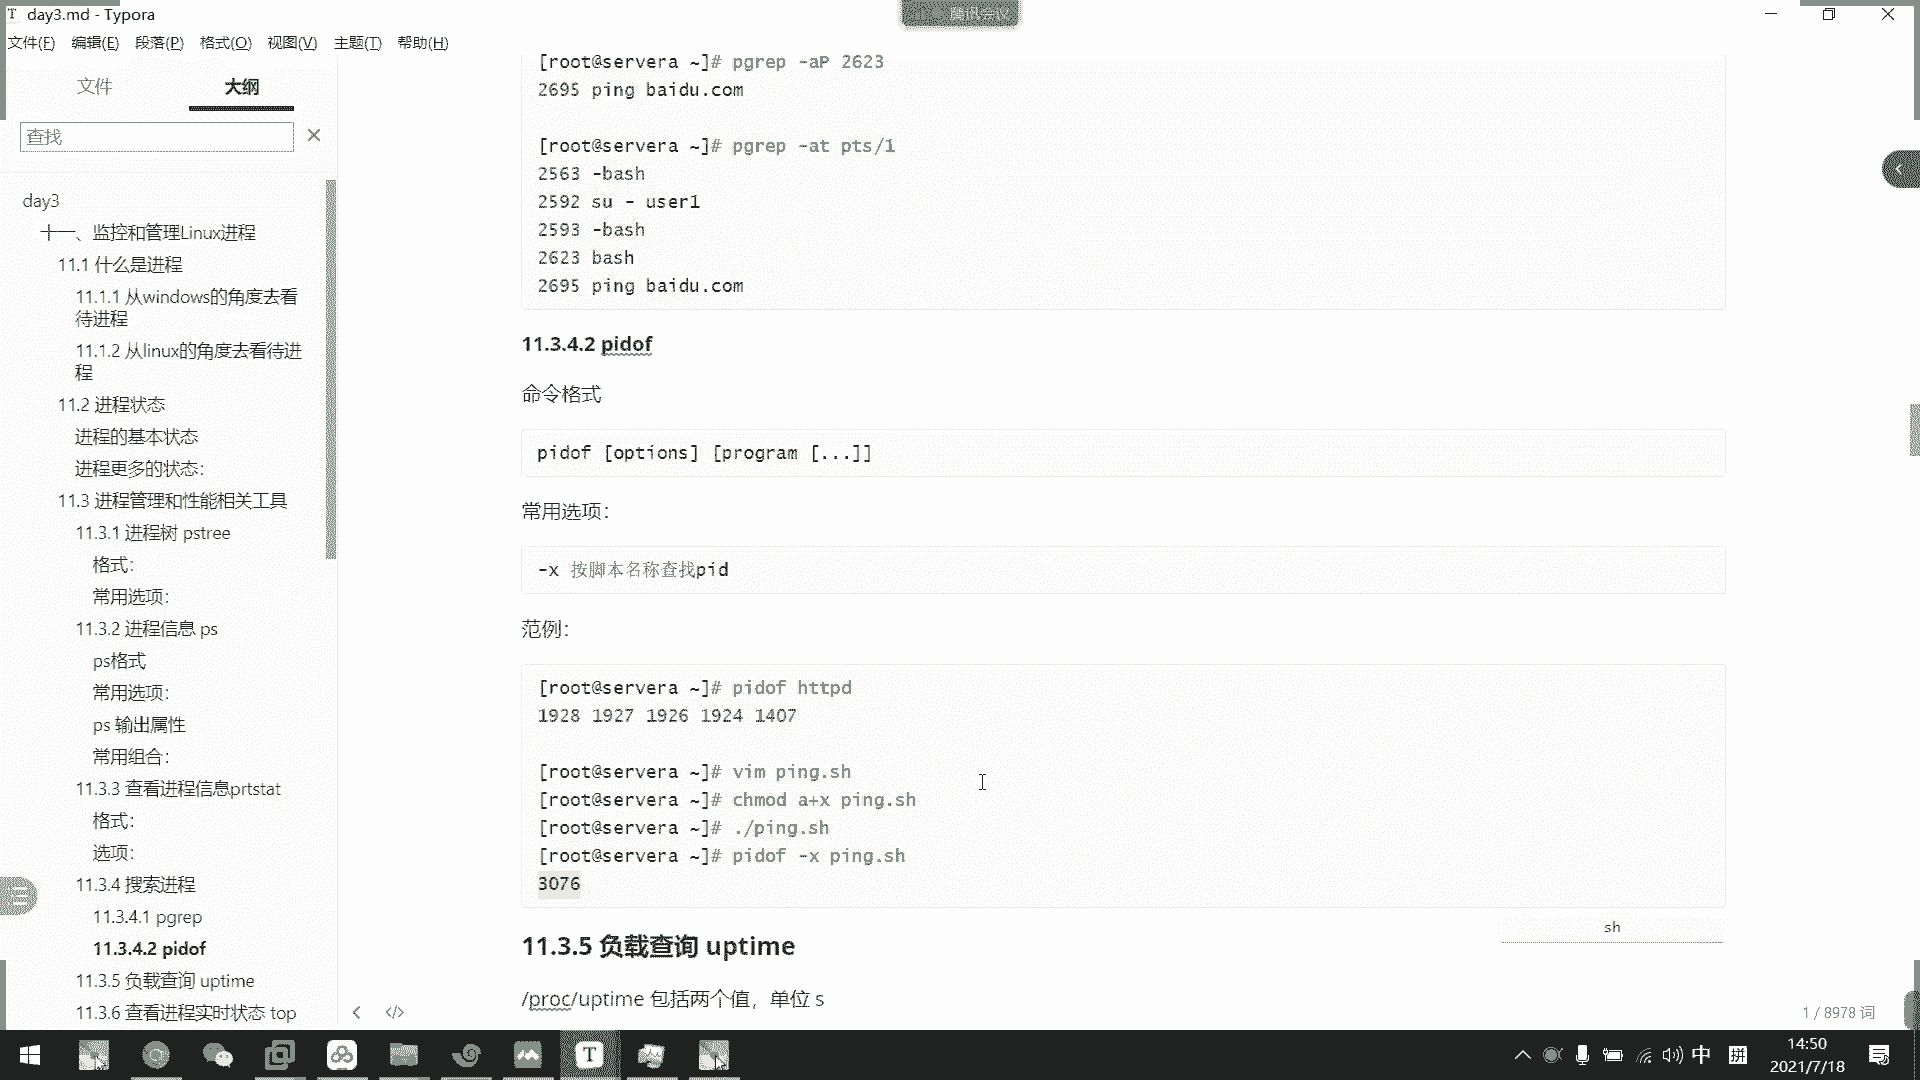 day3.md - Typora
腾讯会议
文件(F) 编辑(E) 段落(P) 格式(O) 视图(V) 主题(T) 帮助(H)
文件 大纲
查找
day3
十一、监控和管理Linux进程
11.1 什么是进程
11.1.1 从windows的角度去看
待进程
11.1.2 从linux的角度去看待进
程
11.2 进程状态
进程的基本状态
进程更多的状态:
11.3 进程管理和性能相关工具
11.3.1 进程树 pstree
格式:
常用选项:
11.3.2 进程信息 ps
ps格式
常用选项:
ps 输出属性
常用组合:
11.3.3 查看进程信息prtstat
格式:
选项:
11.3.4 搜索进程
11.3.4.1 pgrep
11.3.4.2 pidof
11.3.5 负载查询 uptime
11.3.6 查看进程实时状态 top
[root@servera ~]# pgrep -aP 2623
2695 ping baidu.com
[root@servera ~]# pgrep -at pts/1
2563 -bash
2592 su - user1
2593 -bash
2623 bash
2695 ping baidu.com
11.3.4.2 pidof
命令格式
pidof [options] [program [...]]
常用选项:
-x 按脚本名称查找pid
范例:
[root@servera ~]# pidof httpd
1928 1927 1926 1924 1407
[root@servera ~]# vim ping.sh
[root@servera ~]# chmod a+x ping.sh
[root@servera ~]# ./ping.sh
[root@servera ~]# pidof -x ping.sh
3076
sh
11.3.5 负载查询 uptime
/proc/uptime 包括两个值，单位 s
1 / 8978 词
中 拼
14:50
2021/7/18